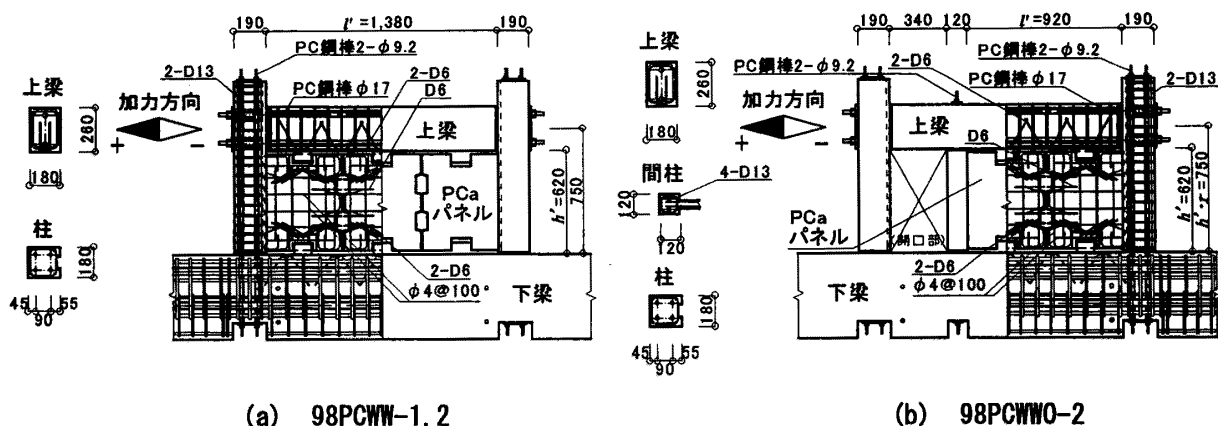 190
l'=1,380
190
PC鋼棒2-φ9.2
2-D13
上梁
加力方向
+
-
PC鋼棒φ17
2-D6
D6
上梁
260
180
柱
180
45
55
90
PCa
パネル
h'=620
750
2-D6
φ4@100
下梁
(a) 98PCWW-1.2
190
340
120
l'=920
190
PC鋼棒2-φ9.2
上梁
2-D6
PC鋼棒2-φ9.2
PC鋼棒φ17
2-D13
加力方向
+
-
260
180
上梁
D6
間柱
4-D13
120
120
PCa
パネル
開口部
h'=620
h'·r=750
柱
180
45
55
90
2-D6
φ4@100
下梁
(b) 98PCWWO-2